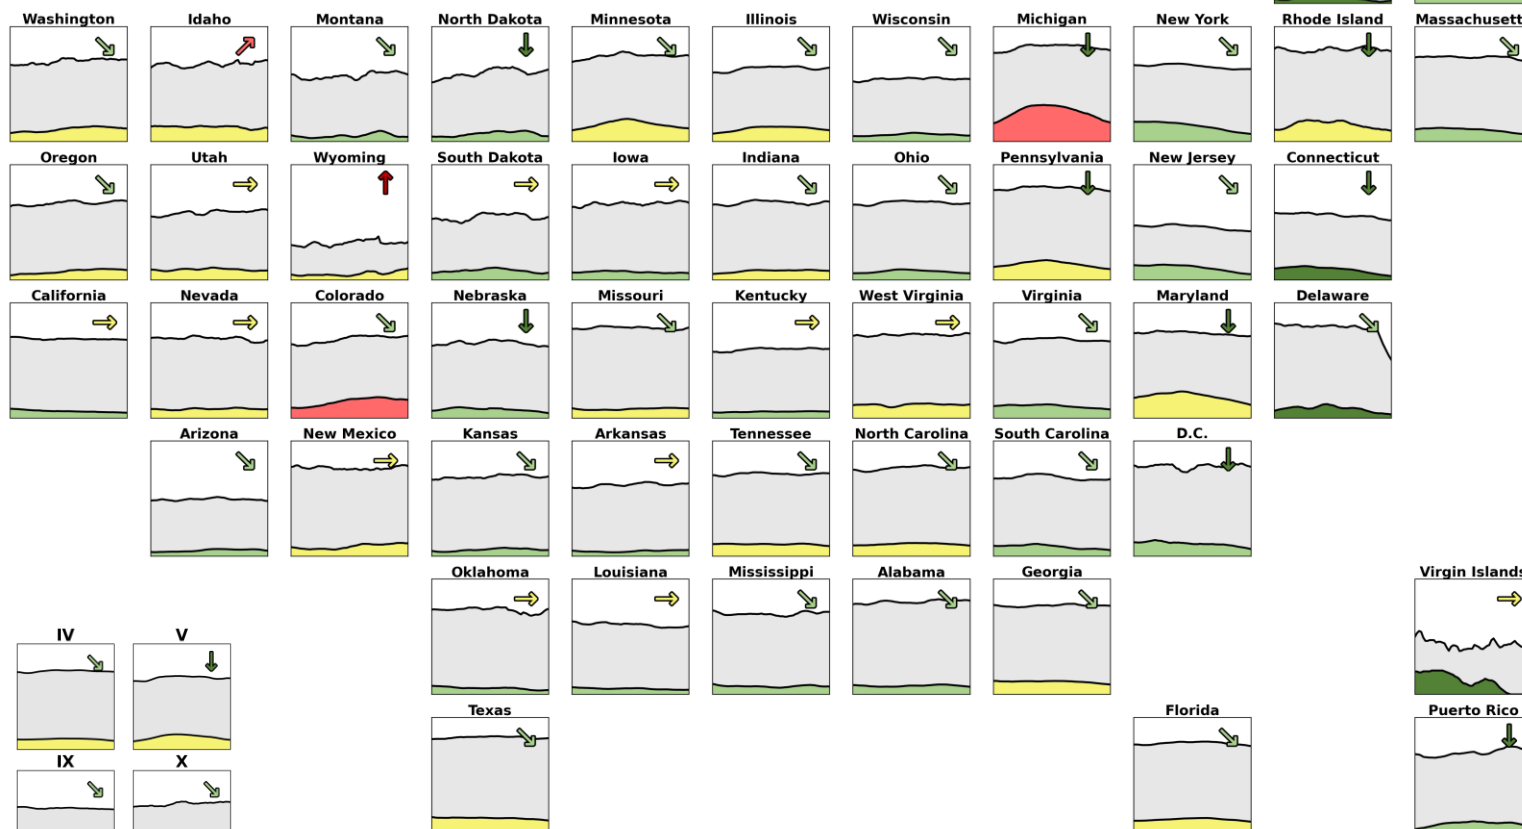 Washington Idaho Montana North Dakota Minnesota Illinois Wisconsin Michigan New York Rhode Island Massachusett
Oregon Utah Wyoming South Dakota Iowa Indiana Ohio Pennsylvania New Jersey Connecticut
California Nevada Colorado Nebraska Missouri Kentucky West Virginia Virginia Maryland Delaware
Arizona New Mexico Kansas Arkansas Tennessee North Carolina South Carolina D.C.
Oklahoma Louisiana Mississippi Alabama Georgia Virgin Islands
IV V
Texas Florida Puerto Rico
IX X